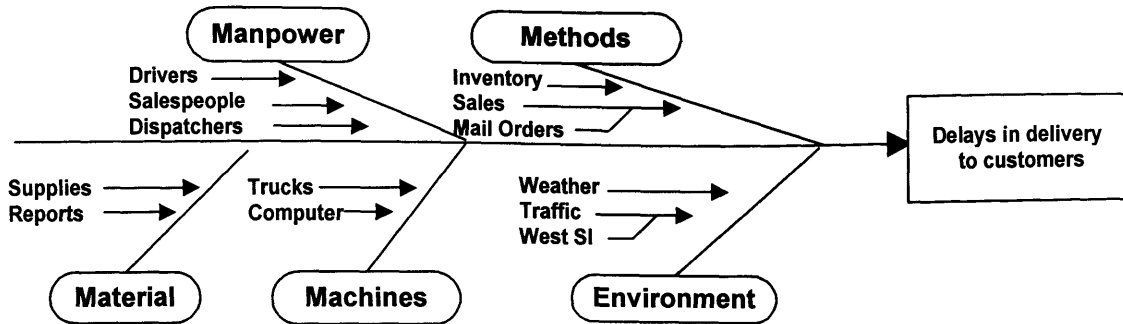 Manpower
Methods
Drivers
Salespeople
Dispatchers
Inventory
Sales
Mail Orders
Delays in delivery
to customers
Supplies
Reports
Trucks
Computer
Weather
Traffic
West SI
Material
Machines
Environment